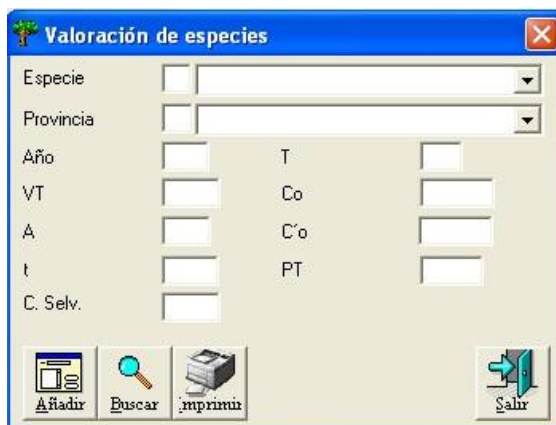 Valoración de especies
Especie
Provincia
Año T
VT Co
A C´o
t PT
C. Selv.
Añadir Buscar Imprimir Salir